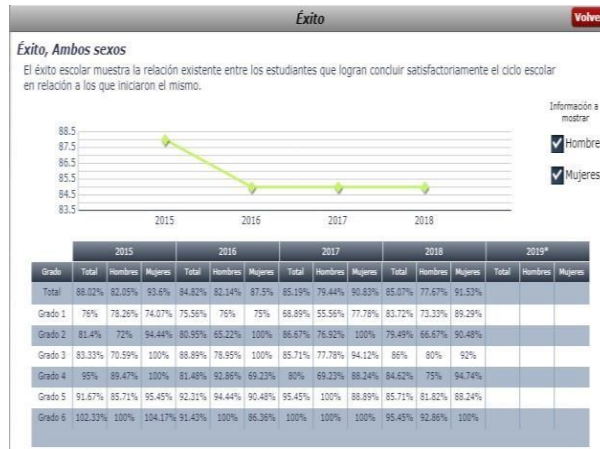 Éxito
Volve
Éxito, Ambos sexos
El éxito escolar muestra la relación existente entre los estudiantes que logran concluir satisfactoriamente el ciclo escolar
en relación a los que iniciaron el mismo.
Información a
mostrar
Hombre
Mujeres
88.5
87.5
86.5
85.5
84.5
83.5
2015 2016 2017 2018
2015 2016 2017 2018 2019*
Grado Total Hombres Mujeres Total Hombres Mujeres Total Hombres Mujeres Total Hombres Mujeres Total Hombres Mujeres
Total 88.02% 82.05% 93.6% 84.82% 82.14% 87.5% 85.19% 79.44% 90.83% 85.07% 77.67% 91.53%
Grado 1 76% 78.26% 74.07% 75.56% 76% 75% 68.89% 55.56% 77.78% 83.72% 73.33% 89.29%
Grado 2 81.4% 72% 94.44% 80.95% 65.22% 100% 86.67% 76.92% 100% 79.49% 66.67% 90.48%
Grado 3 83.33% 70.59% 100% 88.89% 78.95% 100% 85.71% 77.78% 94.12% 86% 80% 92%
Grado 4 95% 89.47% 100% 81.48% 92.86% 69.23% 80% 69.23% 88.24% 84.62% 75% 94.74%
Grado 5 91.67% 85.71% 95.45% 92.31% 94.44% 90.48% 95.45% 100% 88.89% 85.71% 81.82% 88.24%
Grado 6 102.33% 100% 104.17% 91.43% 100% 86.36% 100% 100% 100% 95.45% 92.86% 100%